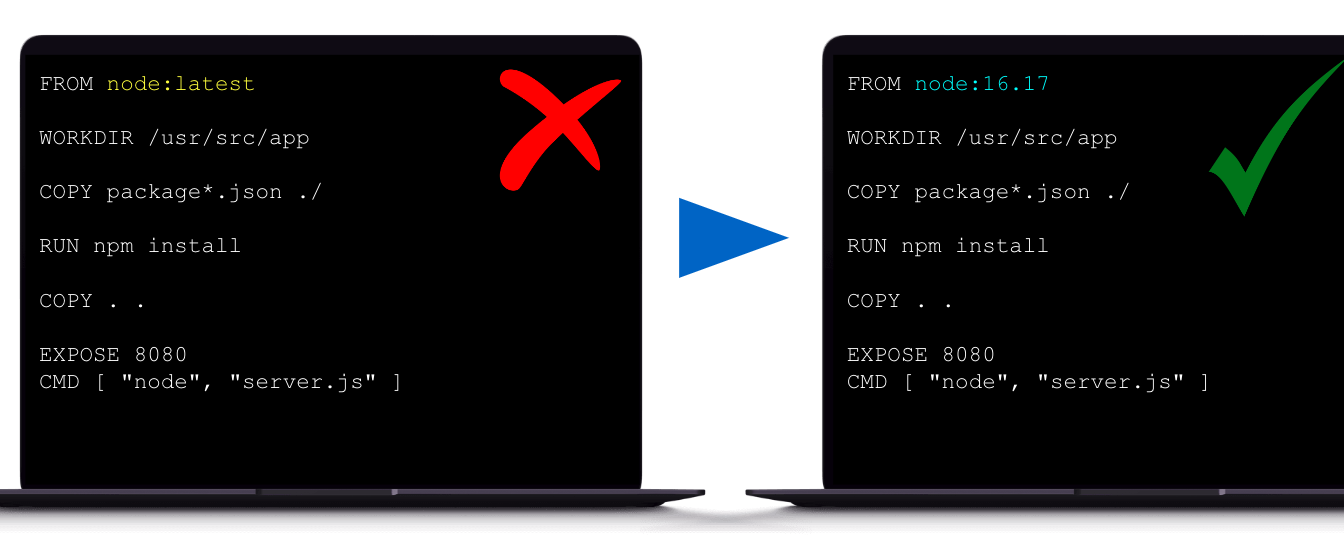 FROM node:latest
WORKDIR /usr/src/app
COPY package*.json ./
RUN npm install
COPY . .
EXPOSE 8080
CMD [ "node", "server.js" ]
FROM node:16.17
WORKDIR /usr/src/app
COPY package*.json ./
RUN npm install
COPY . .
EXPOSE 8080
CMD [ "node", "server.js" ]